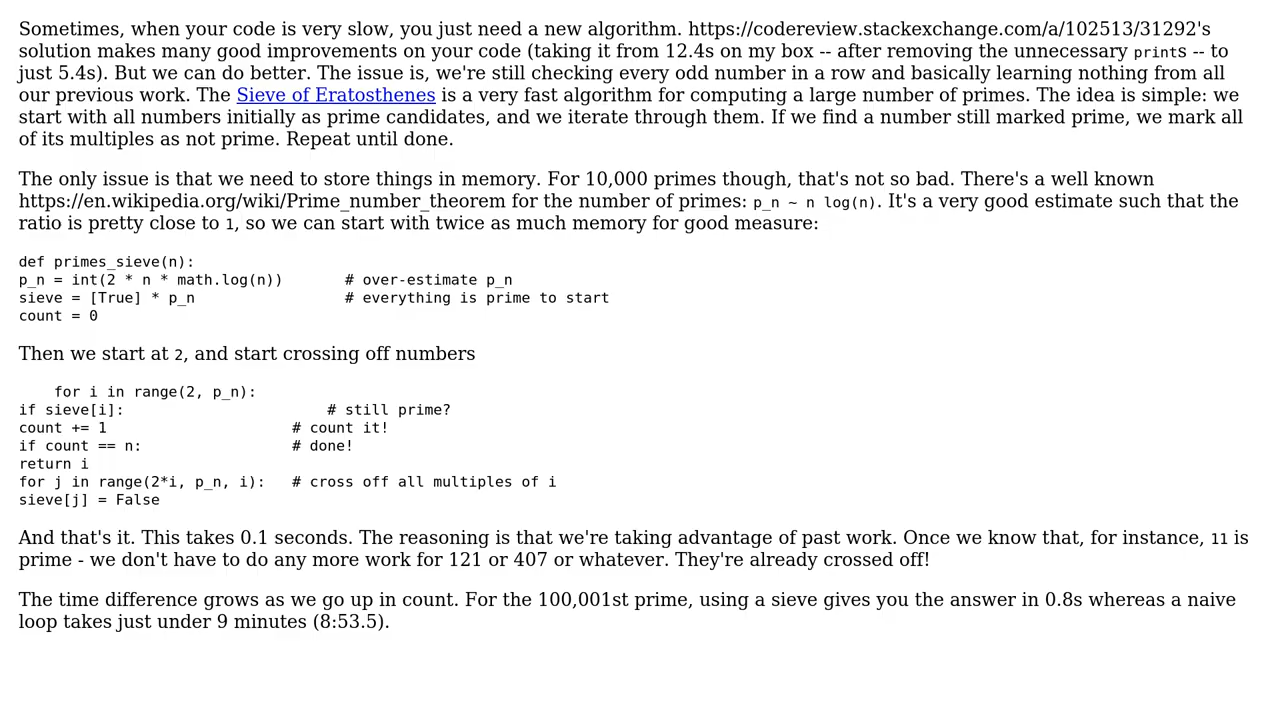 Sometimes, when your code is very slow, you just need a new algorithm. https://codereview.stackexchange.com/a/102513/31292's
solution makes many good improvements on your code (taking it from 12.4s on my box -- after removing the unnecessary prints -- to
just 5.4s). But we can do better. The issue is, we're still checking every odd number in a row and basically learning nothing from all
our previous work. The Sieve of Eratosthenes is a very fast algorithm for computing a large number of primes. The idea is simple: we
start with all numbers initially as prime candidates, and we iterate through them. If we find a number still marked prime, we mark all
of its multiples as not prime. Repeat until done.
The only issue is that we need to store things in memory. For 10,000 primes though, that's not so bad. There's a well known
https://en.wikipedia.org/wiki/Prime_number_theorem for the number of primes: p_n ~ n log(n). It's a very good estimate such that the
ratio is pretty close to 1, so we can start with twice as much memory for good measure:
def primes_sieve(n):
p_n = int(2 * n * math.log(n))       # over-estimate p_n
sieve = [True] * p_n                 # everything is prime to start
count = 0
Then we start at 2, and start crossing off numbers
    for i in range(2, p_n):
if sieve[i]:                       # still prime?
count += 1                     # count it!
if count == n:                 # done!
return i
for j in range(2*i, p_n, i):   # cross off all multiples of i
sieve[j] = False
And that's it. This takes 0.1 seconds. The reasoning is that we're taking advantage of past work. Once we know that, for instance, 11 is
prime - we don't have to do any more work for 121 or 407 or whatever. They're already crossed off!
The time difference grows as we go up in count. For the 100,001st prime, using a sieve gives you the answer in 0.8s whereas a naive
loop takes just under 9 minutes (8:53.5).